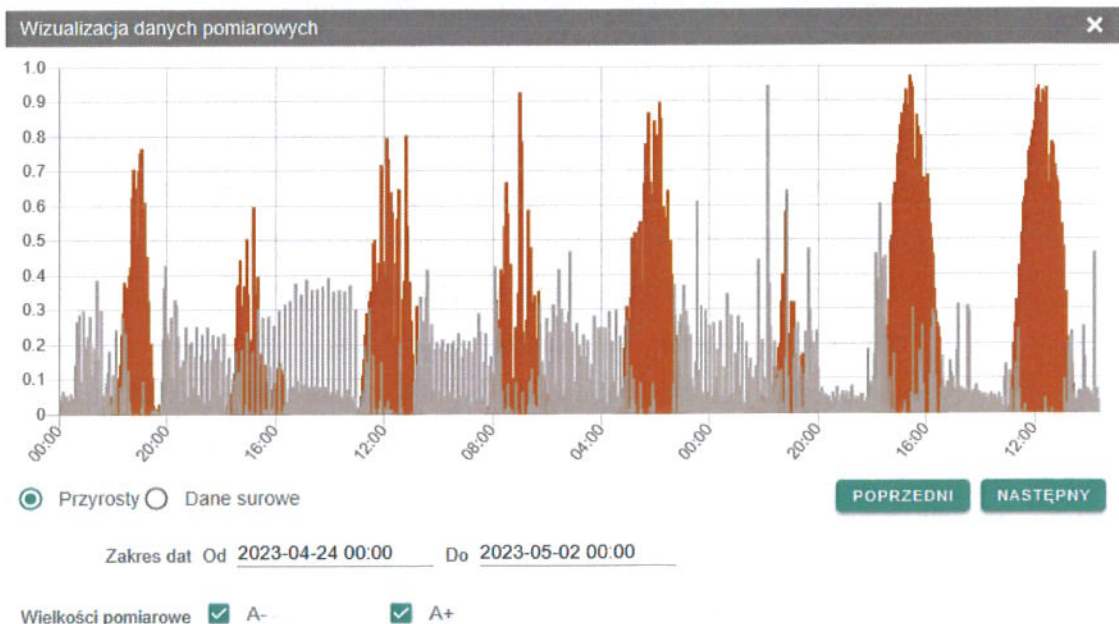 Wizualizacja danych pomiarowych ×
1.0
0.9
0.8
0.7
0.6
0.5
0.4
0.3
0.2
0.1
0
00:00 20:00 16:00 12:00 08:00 04:00 00:00 20:00 16:00 12:00
Przyrosty Dane surowe POPRZEDNI NASTĘPNY
Zakres dat Od 2023-04-24 00:00 Do 2023-05-02 00:00
Wielkości pomiarowe A- A+